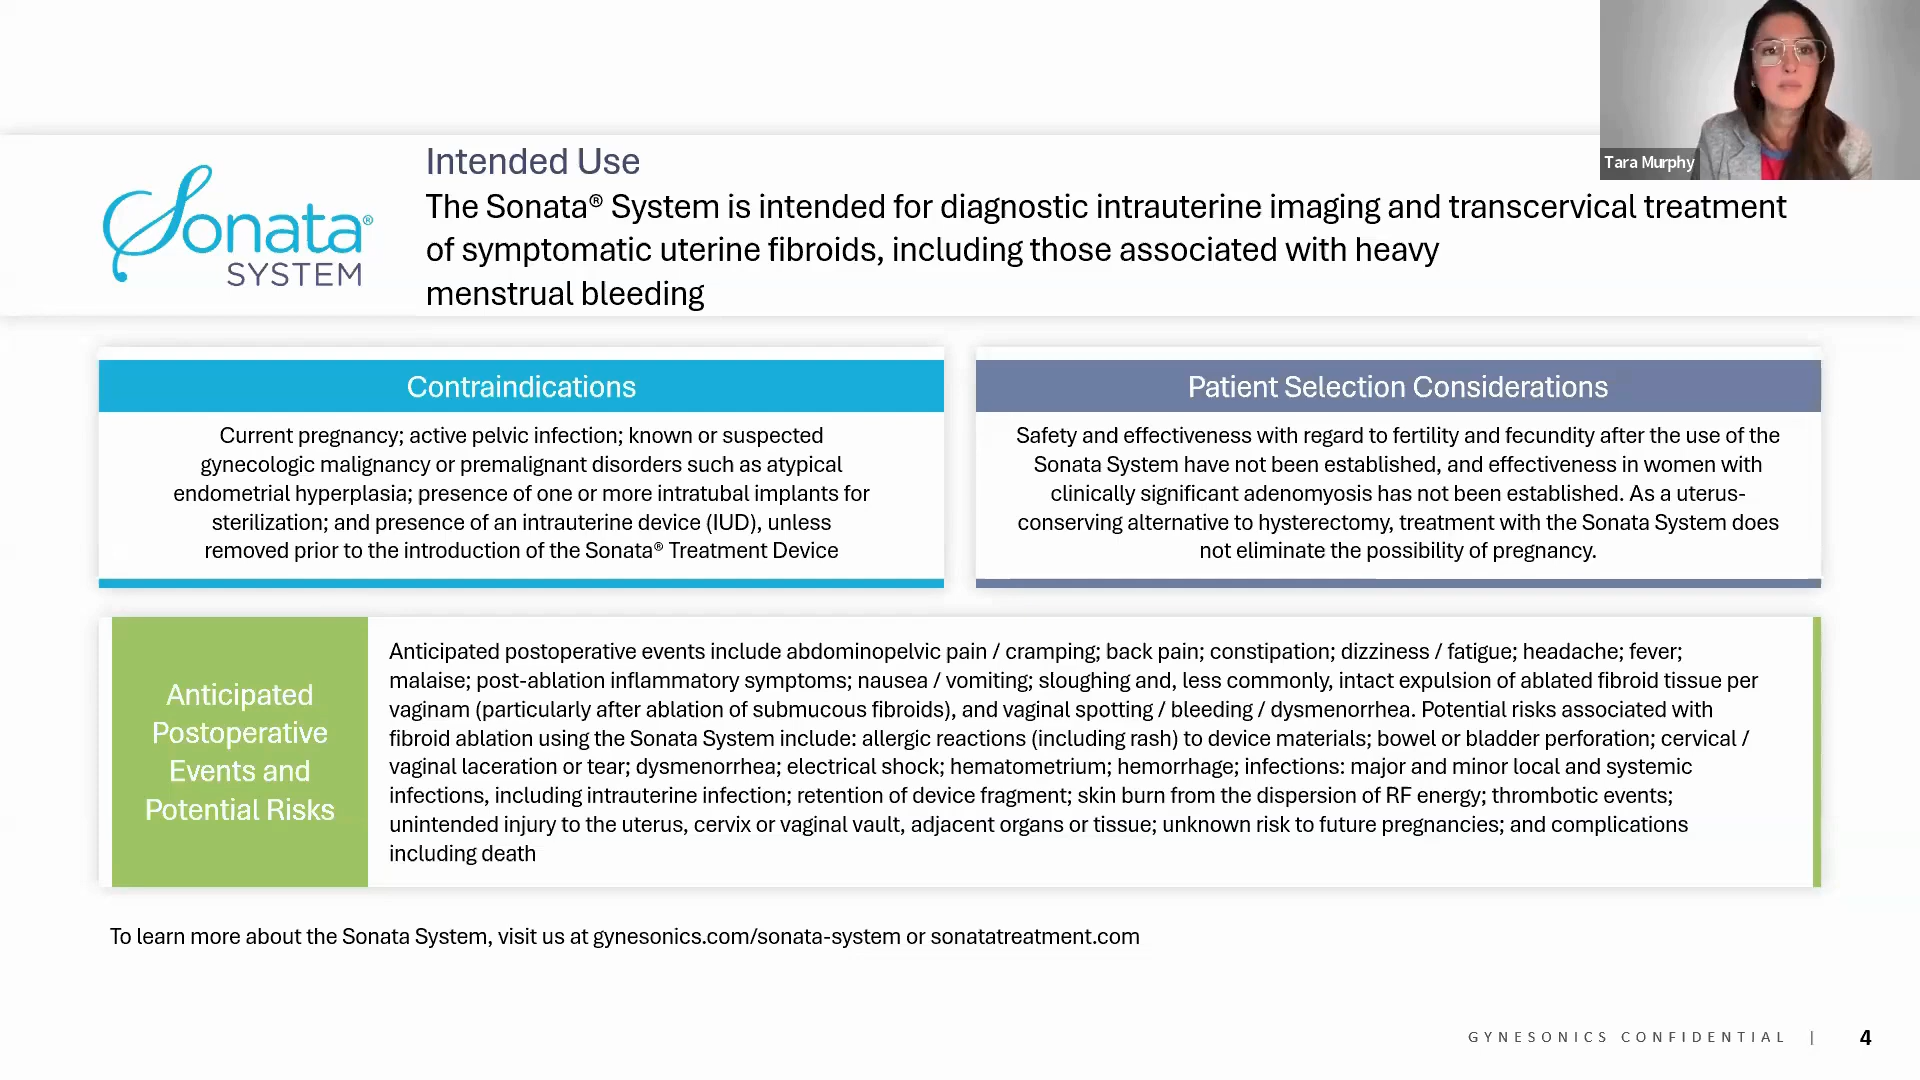 Tara Murphy
Sonata®
SYSTEM
Intended Use
The Sonata® System is intended for diagnostic intrauterine imaging and transcervical treatment
of symptomatic uterine fibroids, including those associated with heavy
menstrual bleeding
Contraindications
Current pregnancy; active pelvic infection; known or suspected
gynecologic malignancy or premalignant disorders such as atypical
endometrial hyperplasia; presence of one or more intratubal implants for
sterilization; and presence of an intrauterine device (IUD), unless
removed prior to the introduction of the Sonata® Treatment Device
Patient Selection Considerations
Safety and effectiveness with regard to fertility and fecundity after the use of the
Sonata System have not been established, and effectiveness in women with
clinically significant adenomyosis has not been established. As a uterus-
conserving alternative to hysterectomy, treatment with the Sonata System does
not eliminate the possibility of pregnancy.
Anticipated
Postoperative
Events and
Potential Risks
Anticipated postoperative events include abdominopelvic pain / cramping; back pain; constipation; dizziness / fatigue; headache; fever;
malaise; post-ablation inflammatory symptoms; nausea / vomiting; sloughing and, less commonly, intact expulsion of ablated fibroid tissue per
vaginam (particularly after ablation of submucous fibroids), and vaginal spotting / bleeding / dysmenorrhea. Potential risks associated with
fibroid ablation using the Sonata System include: allergic reactions (including rash) to device materials; bowel or bladder perforation; cervical /
vaginal laceration or tear; dysmenorrhea; electrical shock; hematometrium; hemorrhage; infections: major and minor local and systemic
infections, including intrauterine infection; retention of device fragment; skin burn from the dispersion of RF energy; thrombotic events;
unintended injury to the uterus, cervix or vaginal vault, adjacent organs or tissue; unknown risk to future pregnancies; and complications
including death
To learn more about the Sonata System, visit us at gynesonics.com/sonata-system or sonatatreatment.com
GYNESONICS CONFIDENTIAL | 4